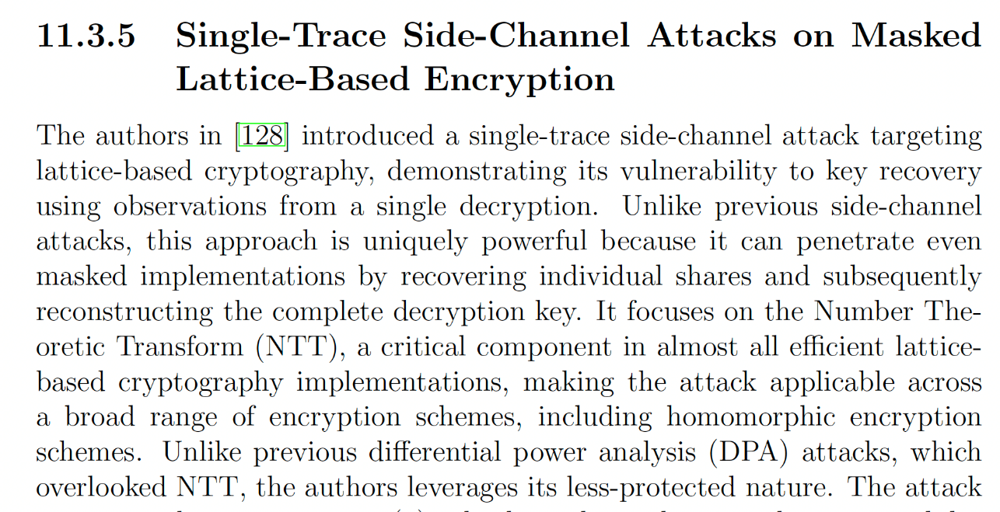 11.3.5 Single-Trace Side-Channel Attacks on Masked
Lattice-Based Encryption
The authors in [128] introduced a single-trace side-channel attack targeting
lattice-based cryptography, demonstrating its vulnerability to key recovery
using observations from a single decryption. Unlike previous side-channel
attacks, this approach is uniquely powerful because it can penetrate even
masked implementations by recovering individual shares and subsequently
reconstructing the complete decryption key. It focuses on the Number The-
oretic Transform (NTT), a critical component in almost all efficient lattice-
based cryptography implementations, making the attack applicable across
a broad range of encryption schemes, including homomorphic encryption
schemes. Unlike previous differential power analysis (DPA) attacks, which
overlooked NTT, the authors leverages its less-protected nature. The attack